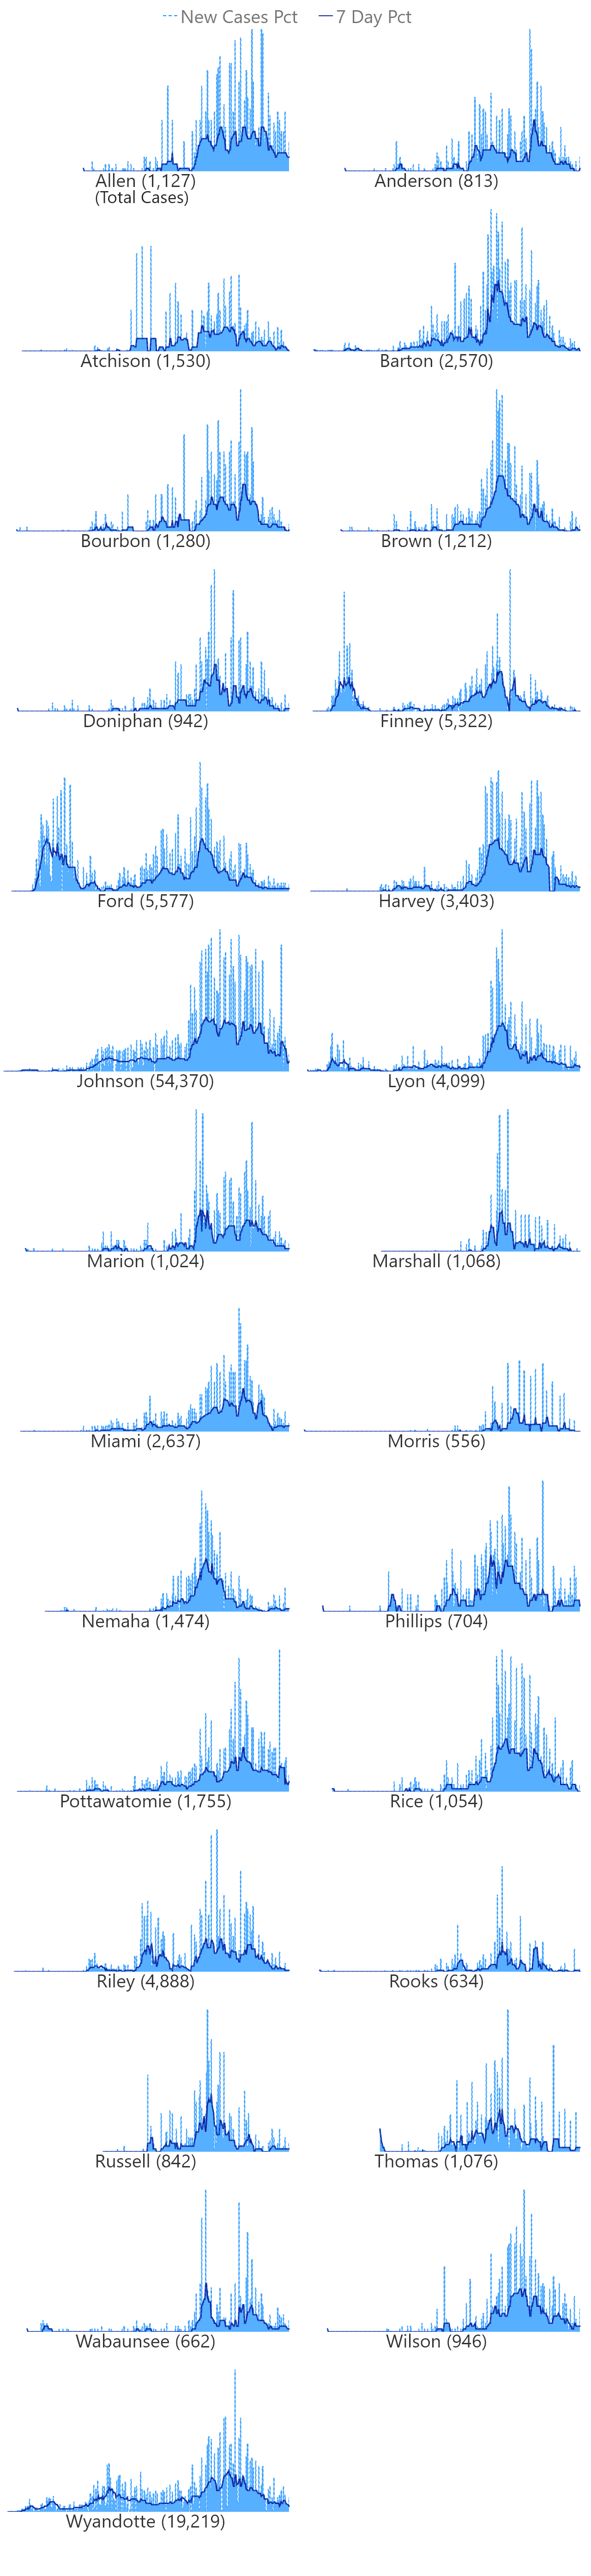 New Cases Pct 7 Day Pct
Allen (1,127) Anderson (813)
(Total Cases)
Atchison (1,530) Barton (2,570)
Bourbon (1,280) Brown (1,212)
Doniphan (942) Finney (5,322)
Ford (5,577) Harvey (3,403)
Johnson (54,370) Lyon (4,099)
Marion (1,024) Marshall (1,068)
Miami (2,637) Morris (556)
Nemaha (1,474) Phillips (704)
Pottawatomie (1,755) Rice (1,054)
Riley (4,888) Rooks (634)
Russell (842) Thomas (1,076)
Wabaunsee (662) Wilson (946)
Wyandotte (19,219)